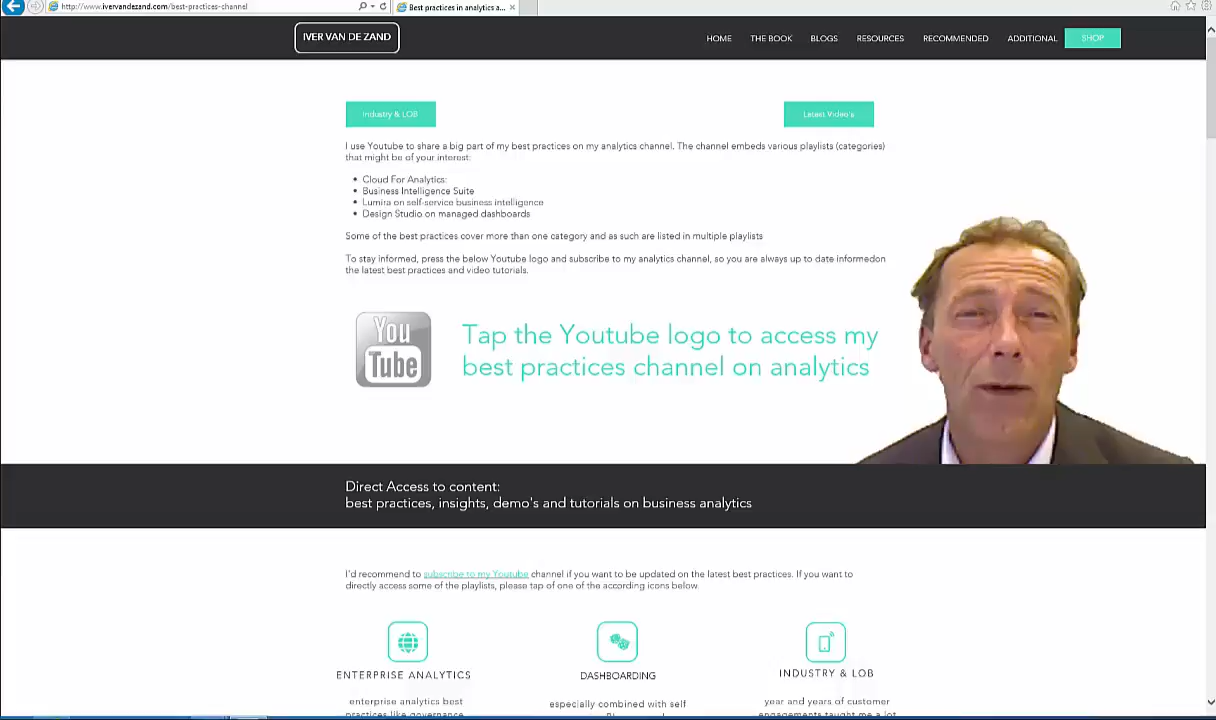 http://www.ivervandezand.com/best-practices-channel
Best practices in analytics a...
IVER VAN DE ZAND
HOME THE BOOK BLOGS RESOURCES RECOMMENDED ADDITIONAL SHOP
Industry & LOB
Latest Video's
I use Youtube to share a big part of my best practices on my analytics channel. The channel embeds various playlists (categories)
that might be of your interest:
• Cloud For Analytics:
• Business Intelligence Suite
• Lumira on self-service business intelligence
• Design Studio on managed dashboards
Some of the best practices cover more than one category and as such are listed in multiple playlists
To stay informed, press the below Youtube logo and subscribe to my analytics channel, so you are always up to date informedon
the latest best practices and video tutorials.
You
Tube
Tap the Youtube logo to access my
best practices channel on analytics
Direct Access to content:
best practices, insights, demo's and tutorials on business analytics
I'd recommend to subscribe to my Youtube channel if you want to be updated on the latest best practices. If you want to
directly access some of the playlists, please tap of one of the according icons below.
ENTERPRISE ANALYTICS
DASHBOARDING
INDUSTRY & LOB
enterprise analytics best
practices like governance,
especially combined with self
year and years of customer
engagements taught me a lot